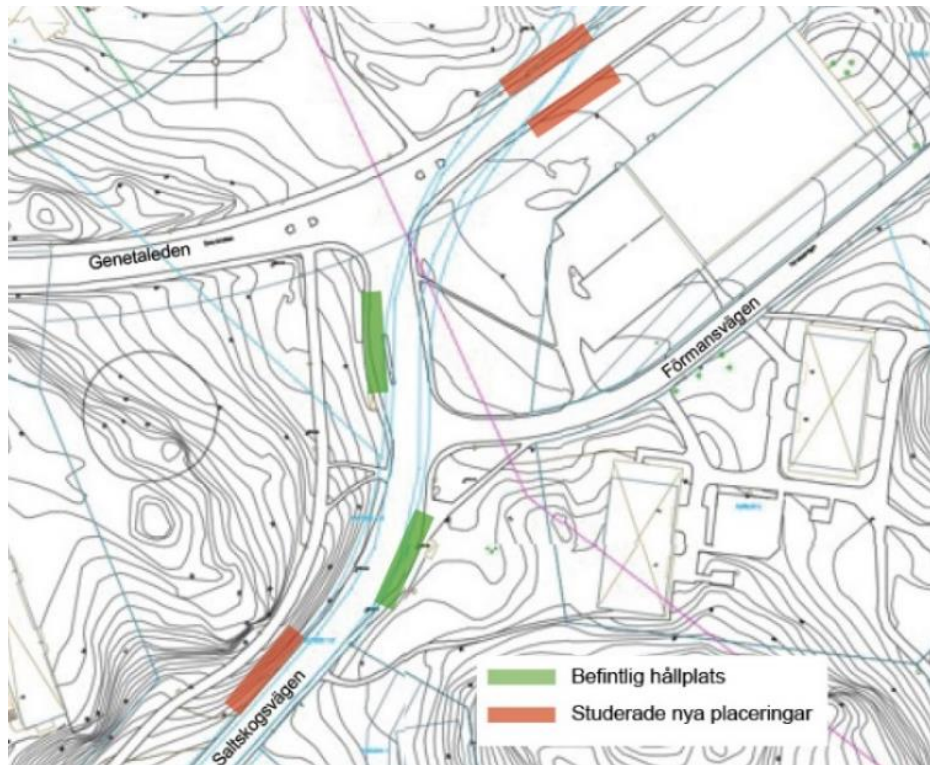 Genetaleden
Förmansvägen
Saltskogsvägen
Befintlig hållplats
Studerade nya placeringar